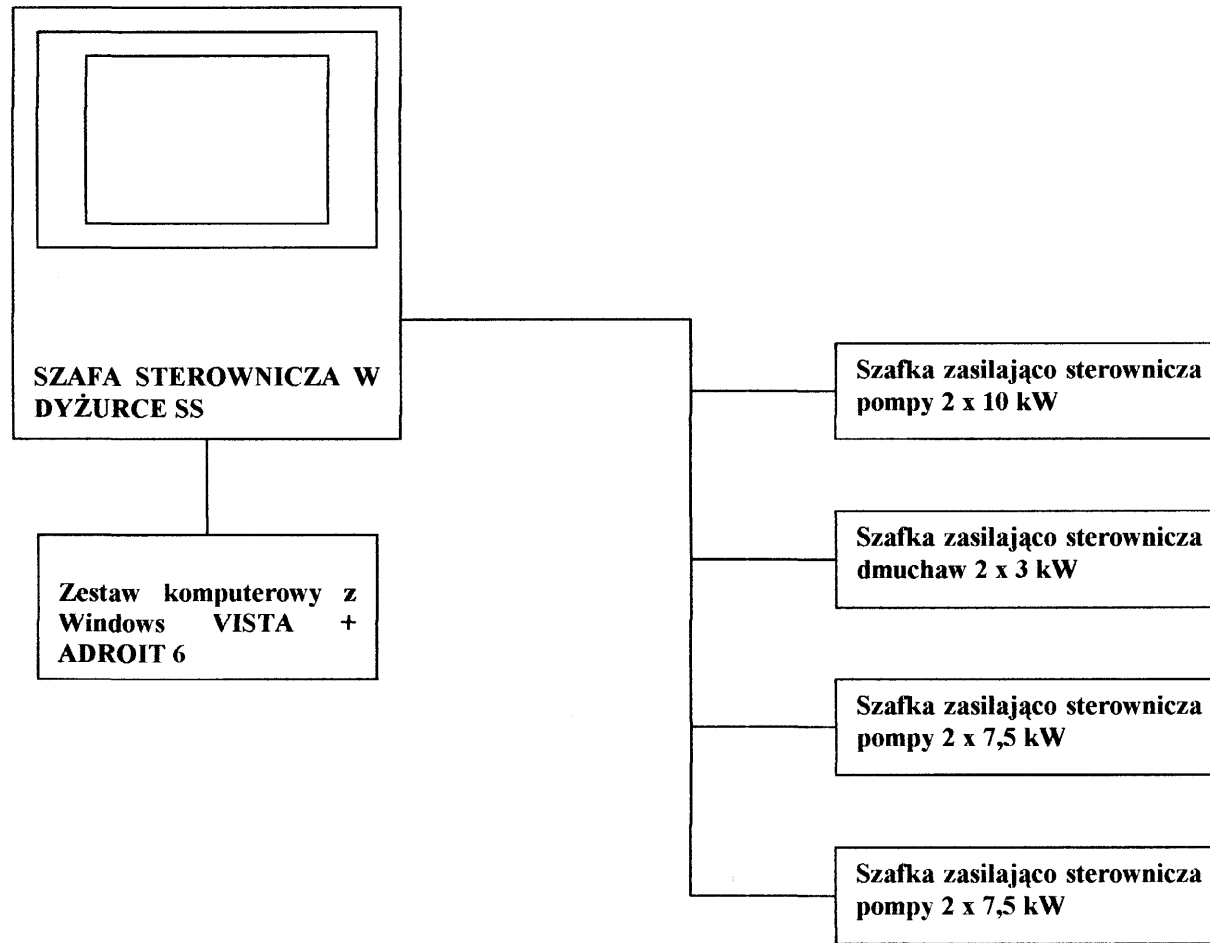 SZAFA STEROWNICZA W
DYŻURCE SS
Zestaw komputerowy z
Windows VISTA +
ADROIT 6
Szafka zasilająco sterownicza
pompy 2 x 10 kW
Szafka zasilająco sterownicza
dmuchaw 2 x 3 kW
Szafka zasilająco sterownicza
pompy 2 x 7,5 kW
Szafka zasilająco sterownicza
pompy 2 x 7,5 kW